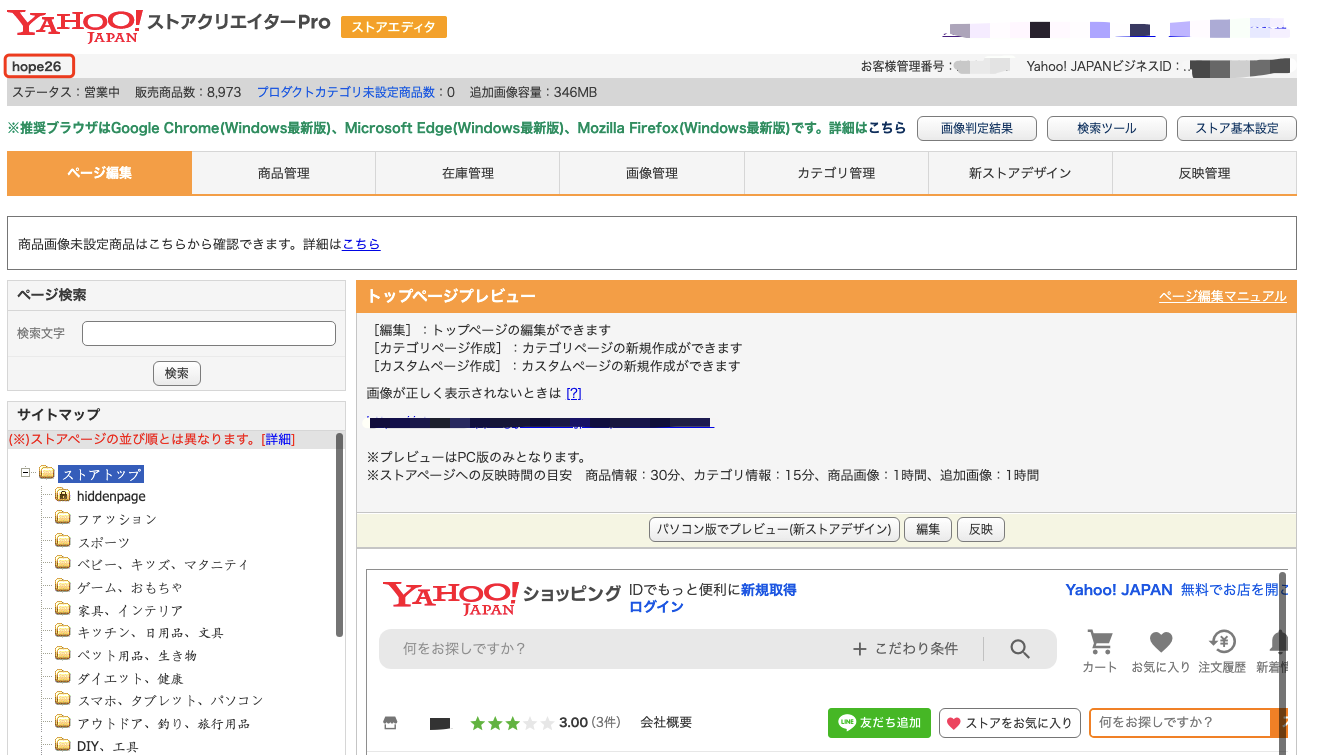 YAHOO! JAPAN ストアクリエイターPro ストアエディタ
hope26 お客様管理番号： Yahoo! JAPANビジネスID：
ステータス：営業中 販売商品数：8,973 プロダクトカテゴリ未設定商品数：0 追加画像容量：346MB
※推奨ブラウザはGoogle Chrome(Windows最新版)、Microsoft Edge(Windows最新版)、Mozilla Firefox(Windows最新版)です。詳細はこちら 画像判定結果 検索ツール ストア基本設定
ページ編集 商品管理 在庫管理 画像管理 カテゴリ管理 新ストアデザイン 反映管理
商品画像未設定商品はこちらから確認できます。詳細はこちら
ページ検索
検索文字
検索
サイトマップ
(※)ストアページの並び順とは異なります。[詳細]
ストアトップ
hiddenpage
ファッション
スポーツ
ベビー、キッズ、マタニティ
ゲーム、おもちゃ
家具、インテリア
キッチン、日用品、文具
ペット用品、生き物
ダイエット、健康
スマホ、タブレット、パソコン
アウトドア、釣り、旅行用品
DIY、工具
トップページプレビュー ページ編集マニュアル
［編集］：トップページの編集ができます
［カテゴリページ作成］：カテゴリページの新規作成ができます
［カスタムページ作成］：カスタムページの新規作成ができます
画像が正しく表示されないときは [?]
※プレビューはPC版のみとなります。
※ストアページへの反映時間の目安 商品情報：30分、カテゴリ情報：15分、商品画像：1時間、追加画像：1時間
パソコン版でプレビュー(新ストアデザイン) 編集 反映
YAHOO! JAPAN ショッピング IDでもっと便利に新規取得 Yahoo! JAPAN 無料でお店を開こ
ログイン
何をお探しですか？ ＋ こだわり条件
カート お気に入り 注文履歴 新着情
3.00 (3件) 会社概要 LINE 友だち追加 ストアをお気に入り 何をお探しですか？